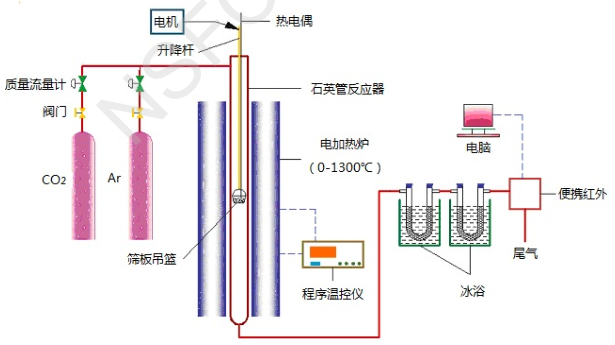 电机
热电偶
升降杆
质量流量计
石英管反应器
阀门
电加热炉
(0-1300℃)
电脑
CO2
Ar
便携红外
筛板吊篮
尾气
程序温控仪
冰浴
NSFC